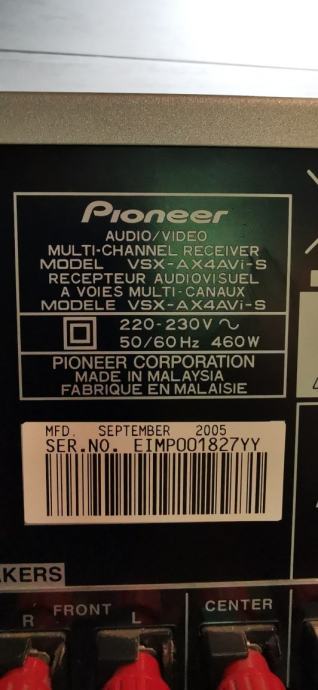 Pioneer
AUDIO/VIDEO
MULTI-CHANNEL RECEIVER
MODEL VSX-AX4AVi-S
RECEPTEUR AUDIOVISUEL
A VOIES MULTI-CANAUX
MODELE VSX-AX4AVi-S
220-230V ~
50/60Hz 460W
PIONEER CORPORATION
MADE IN MALAYSIA
FABRIQUE EN MALAISIE
MFD. SEPTEMBER 2005
SER.NO. EIMP001827YY
AKERS
FRONT
CENTER
R L